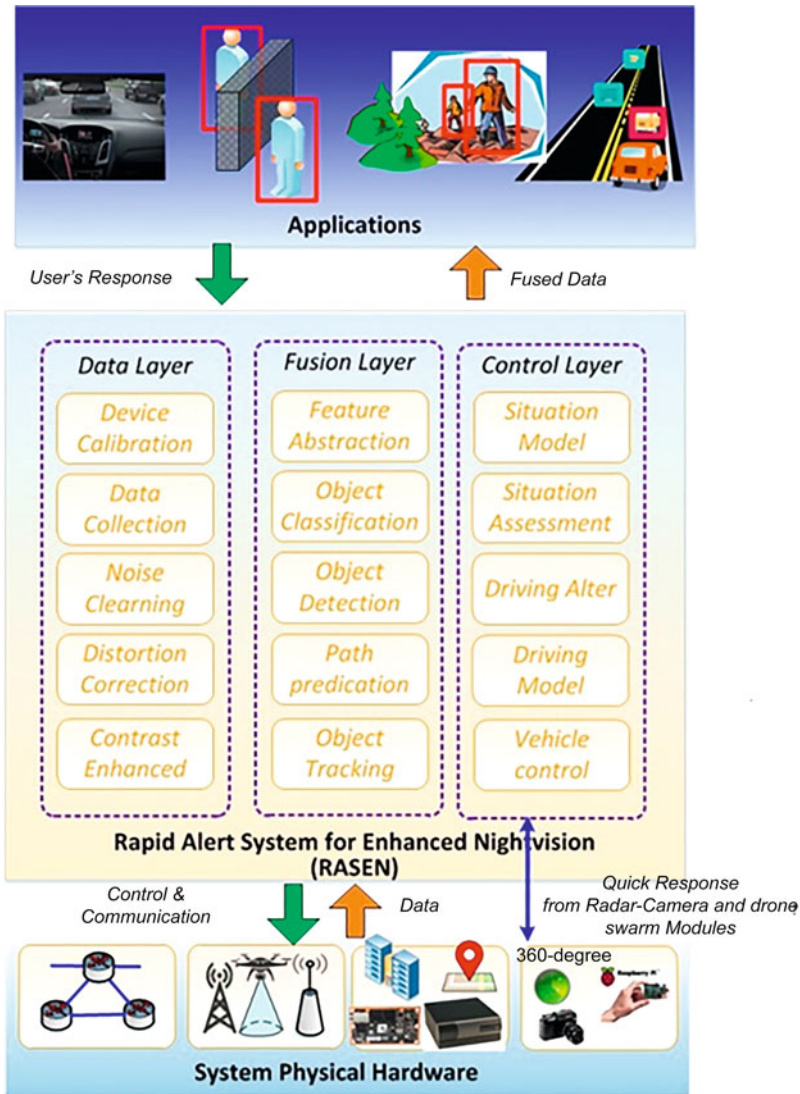 Applications
User's Response
Fused Data
Data Layer
Device
Calibration
Data
Collection
Noise
Clearning
Distortion
Correction
Contrast
Enhanced
Fusion Layer
Feature
Abstraction
Object
Classification
Object
Detection
Path
predication
Object
Tracking
Control Layer
Situation
Model
Situation
Assessment
Driving Alter
Driving
Model
Vehicle
control
Rapid Alert System for Enhanced Nightvision
(RASEN)
Control &
Communication
Data
Quick Response
from Radar-Camera and drone
swarm Modules
360-degree
Raspberry Pi
System Physical Hardware